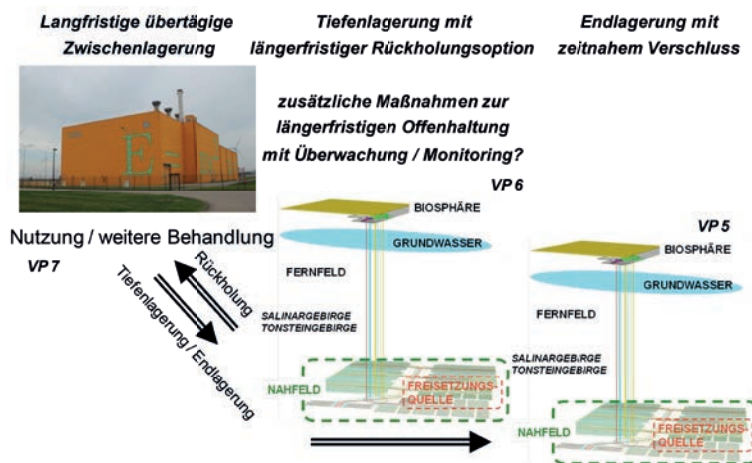 Langfristige übertägige
Zwischenlagerung
Tiefenlagerung mit
längerfristiger Rückholungsoption
Endlagerung mit
zeitnahem Verschluss
zusätzliche Maßnahmen zur
längerfristigen Offenhaltung
mit Überwachung / Monitoring?
E
Nutzung / weitere Behandlung
VP 7
Rückholung
Tiefenlagerung / Endlagerung
VP 6
BIOSPHÄRE
GRUNDWASSER
FERNFELD
SALINARGEBIRGE
TONSTEINGEBIRGE
NAHFELD
FREISETZUNGS-
QUELLE
VP 5
BIOSPHÄRE
GRUNDWASSER
FERNFELD
SALINARGEBIRGE
TONSTEINGEBIRGE
NAHFELD
FREISETZUNGS-
QUELLE